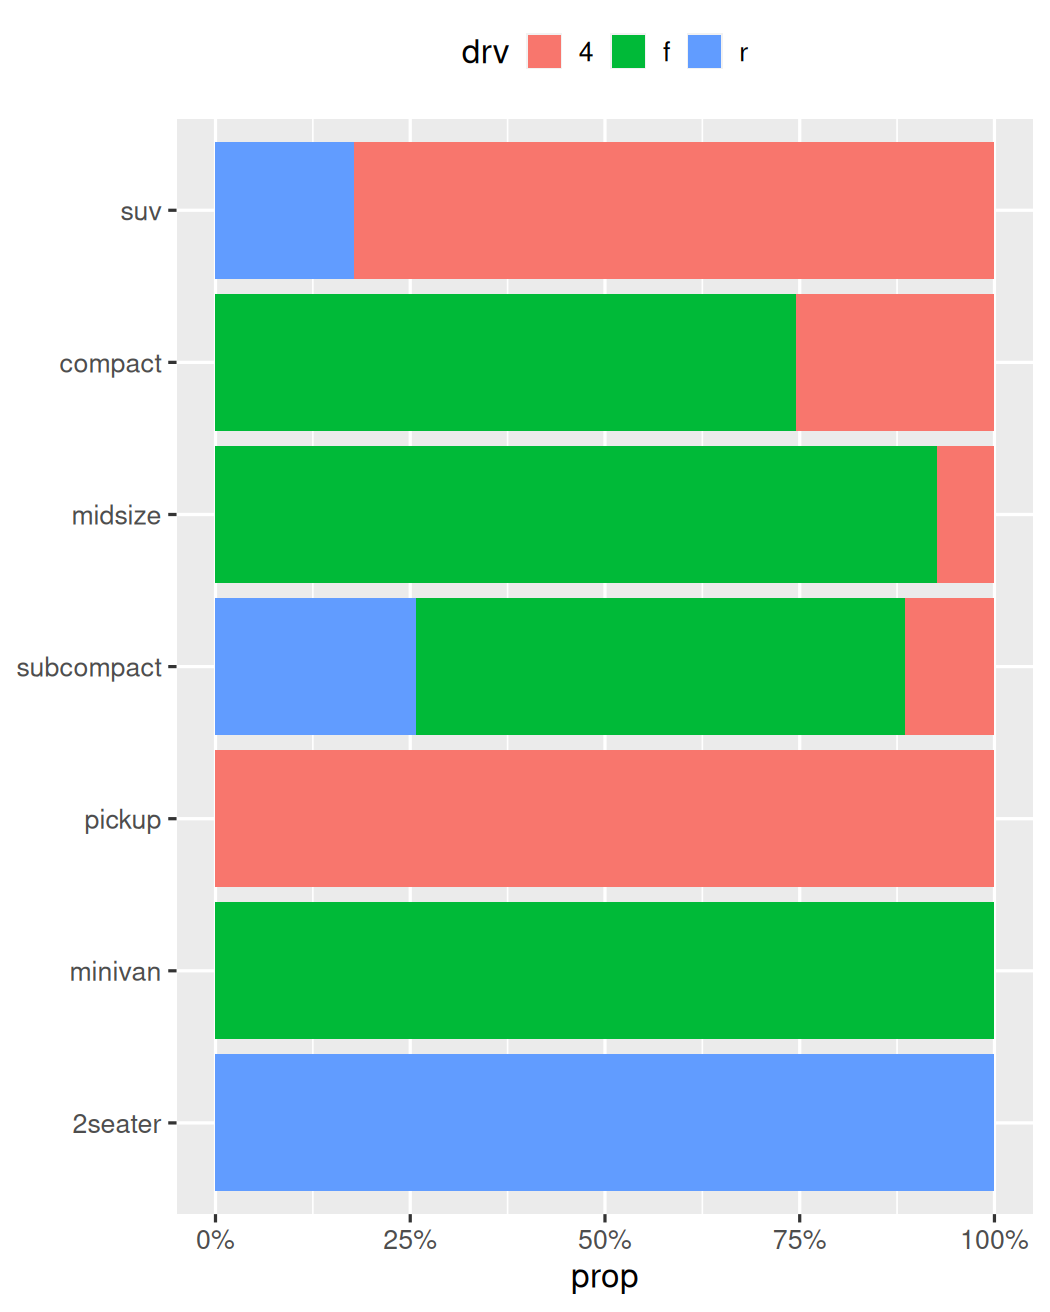 drv 4 f r
suv
compact
midsize
subcompact
pickup
minivan
2seater
0% 25% 50% 75% 100%
prop